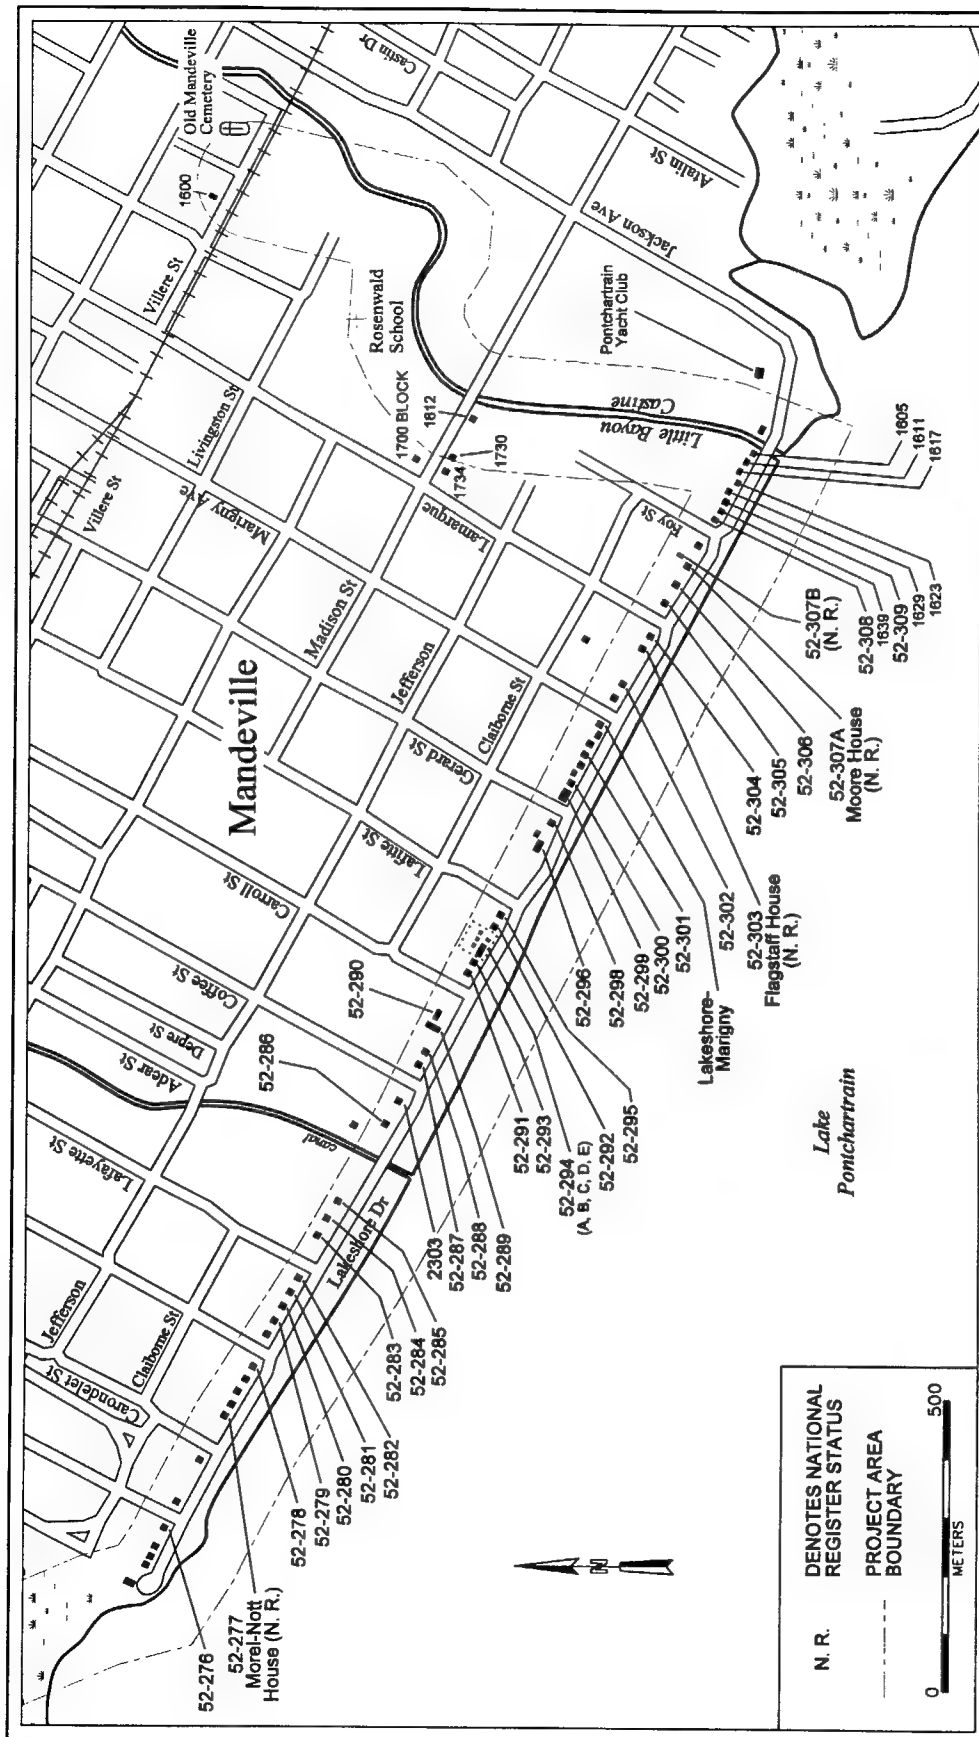 Old Mandeville
Cemetery
Castin Dr
1600
Villere St
Atalin St
Jackson Ave
Rosenwald
School
Pontchartrain
Yacht Club
Livingston St
Villere St
Marigny Ave
1700 BLOCK
1812
1730
1734
Little Bayou
Castine
Lamarque
Foy St
Madison St
Jefferson
Claiborne St
Gerard St
Lafitte St
Mandeville
Carroll St
Coffee St
Depre St
Adear St
Lafayette St
canal
Jefferson
Carondelet St
Claiborne St
Lakeshore Dr
52-276
52-277
Morel-Nott
House (N. R.)
52-278
52-279
52-280
52-281
52-282
52-283
52-284
52-285
52-286
2303
52-287
52-288
52-289
52-290
52-291
52-293
52-294
(A, B, C, D, E)
52-292
52-295
52-296
52-298
52-299
52-300
52-301
Lakeshore-
Marigny
52-302
52-303
Flagstaff House
(N. R.)
52-304
52-305
52-306
52-307A
Moore House
(N. R.)
52-307B
(N. R.)
52-308
1639
52-309
1629
1623
1617
1611
1605
Lake
Pontchartrain
N
N. R.
DENOTES NATIONAL
REGISTER STATUS
PROJECT AREA
BOUNDARY
0
500
METERS